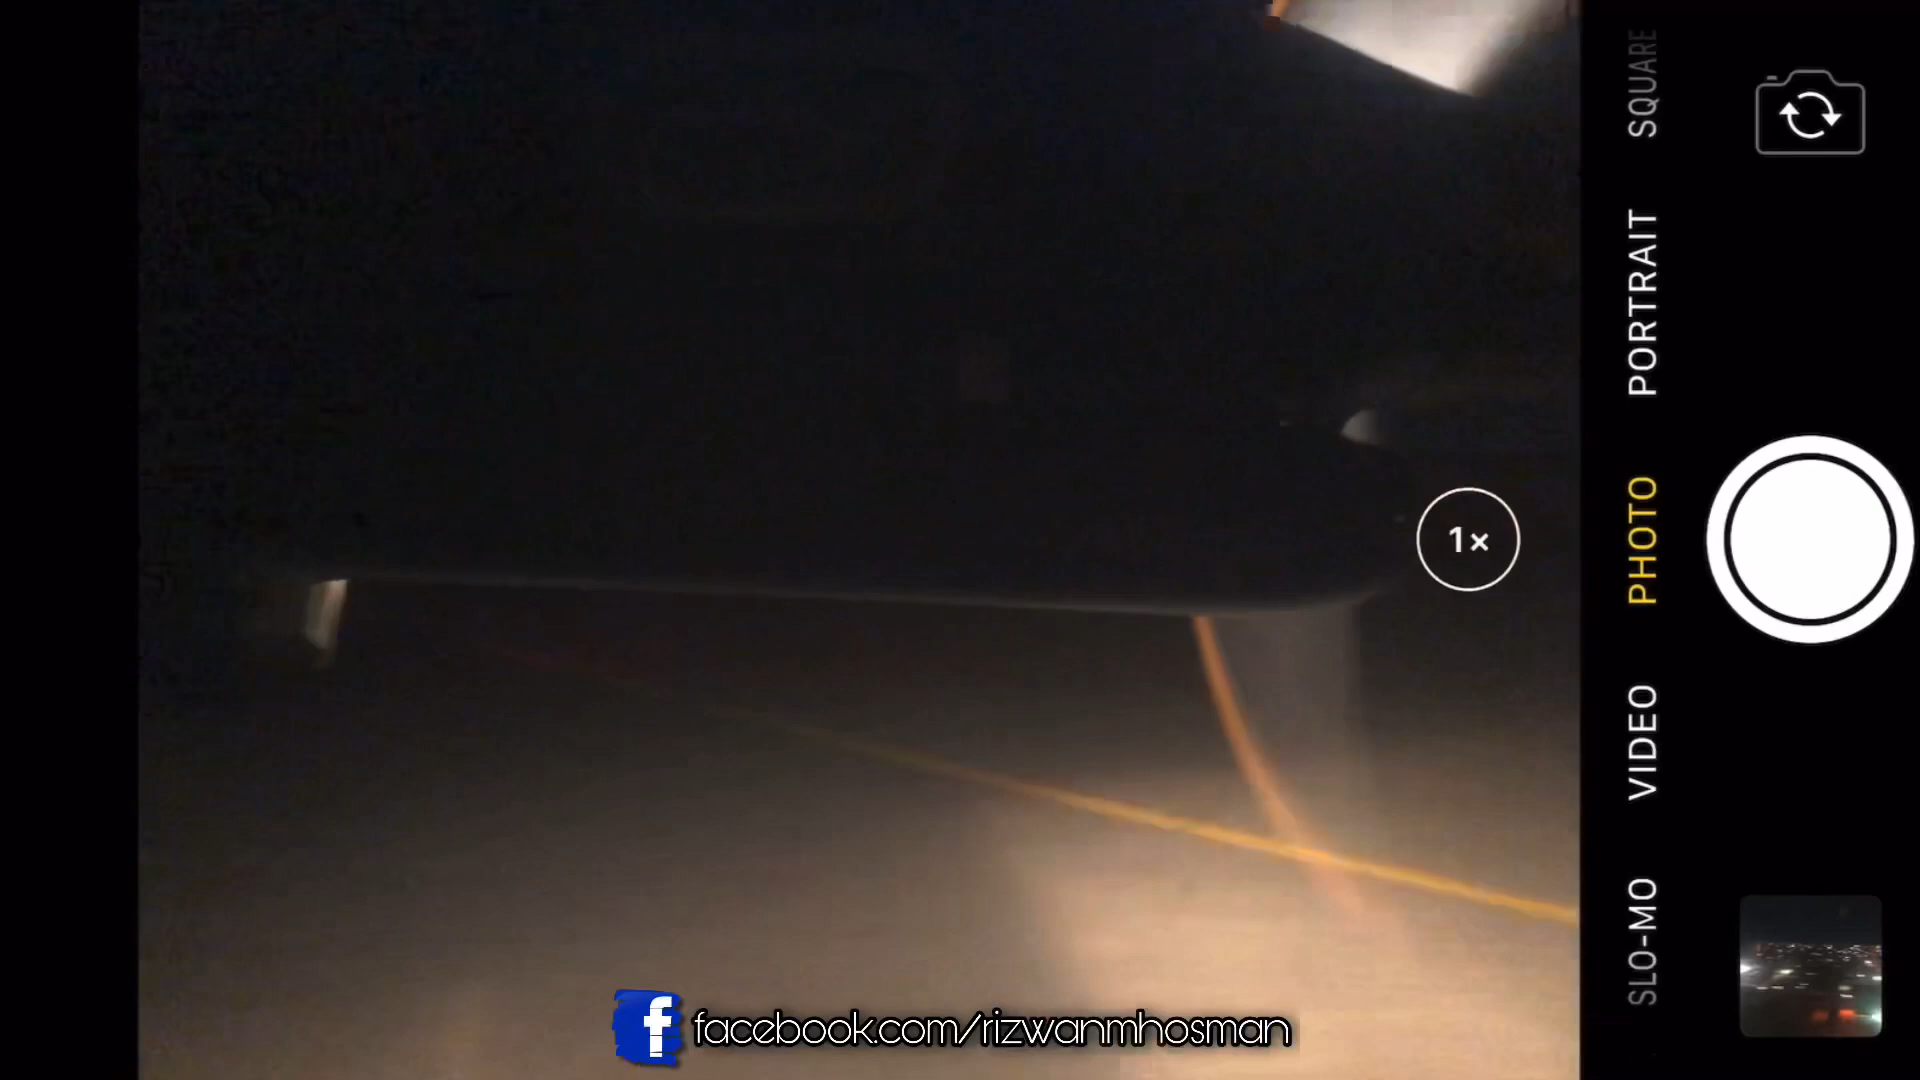 SQUARE
PORTRAIT
PHOTO
VIDEO
SLO-MO
1×
facebook.com/rizwanmhosman